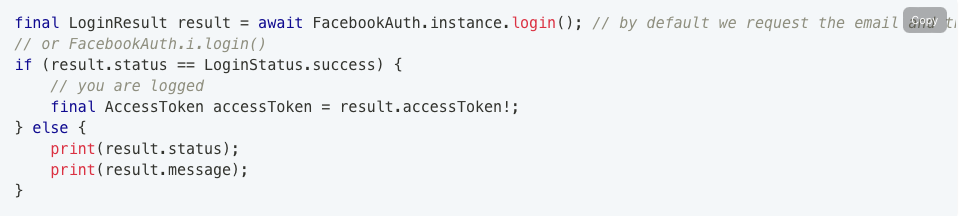 final LoginResult result = await FacebookAuth.instance.login(); // by default we request the email and
Copy
// or FacebookAuth.i.login()
if (result.status == LoginStatus.success) {
    // you are logged
    final AccessToken accessToken = result.accessToken!;
} else {
    print(result.status);
    print(result.message);
}